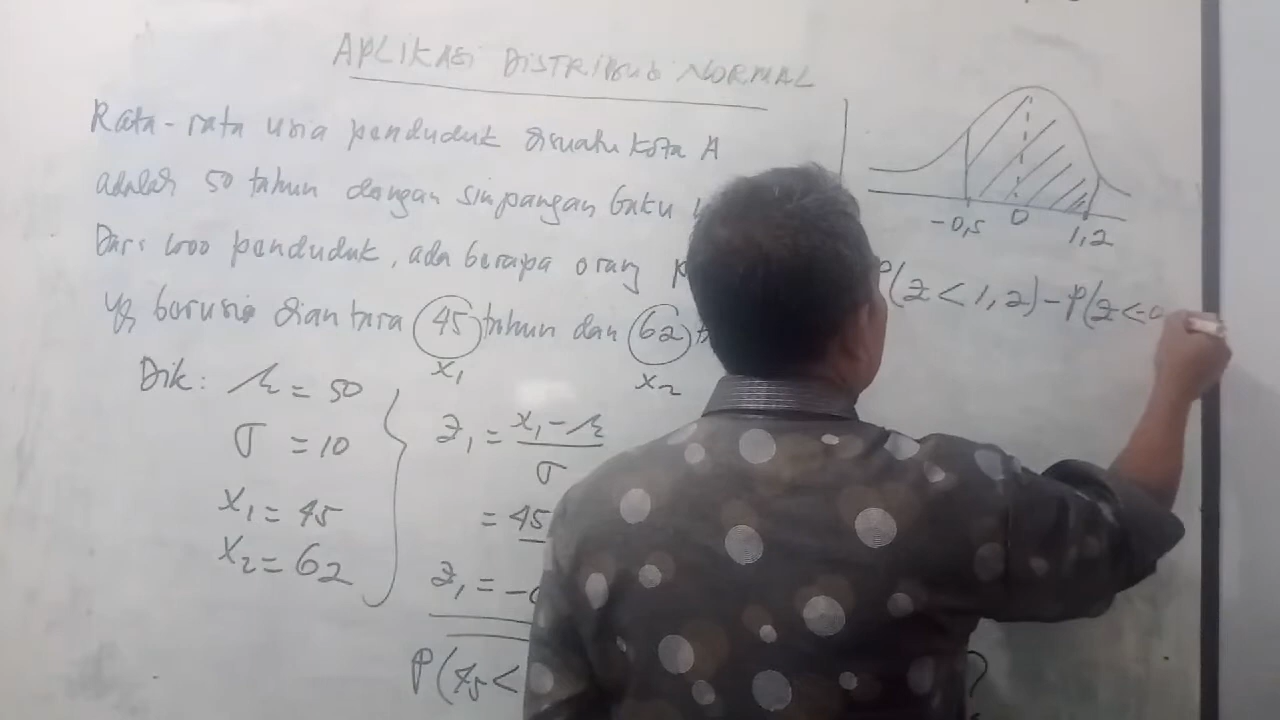 APLIKASI DISTRIBUSI NORMAL
Rata-rata usia penduduk disuatu kota A
adalah 50 tahun dengan simpangan baku
Dari 1000 penduduk, ada berapa orang
yg berusia diantara 45 tahun dan 62
x₁ x₂
Dik: μ = 50
σ = 10
x₁ = 45
x₂ = 62
z₁ = x₁ - μ / σ
= 45
z₁ = -0
P(45 <
-0,5 0 1,2
P(z < 1,2) - P(z < -0